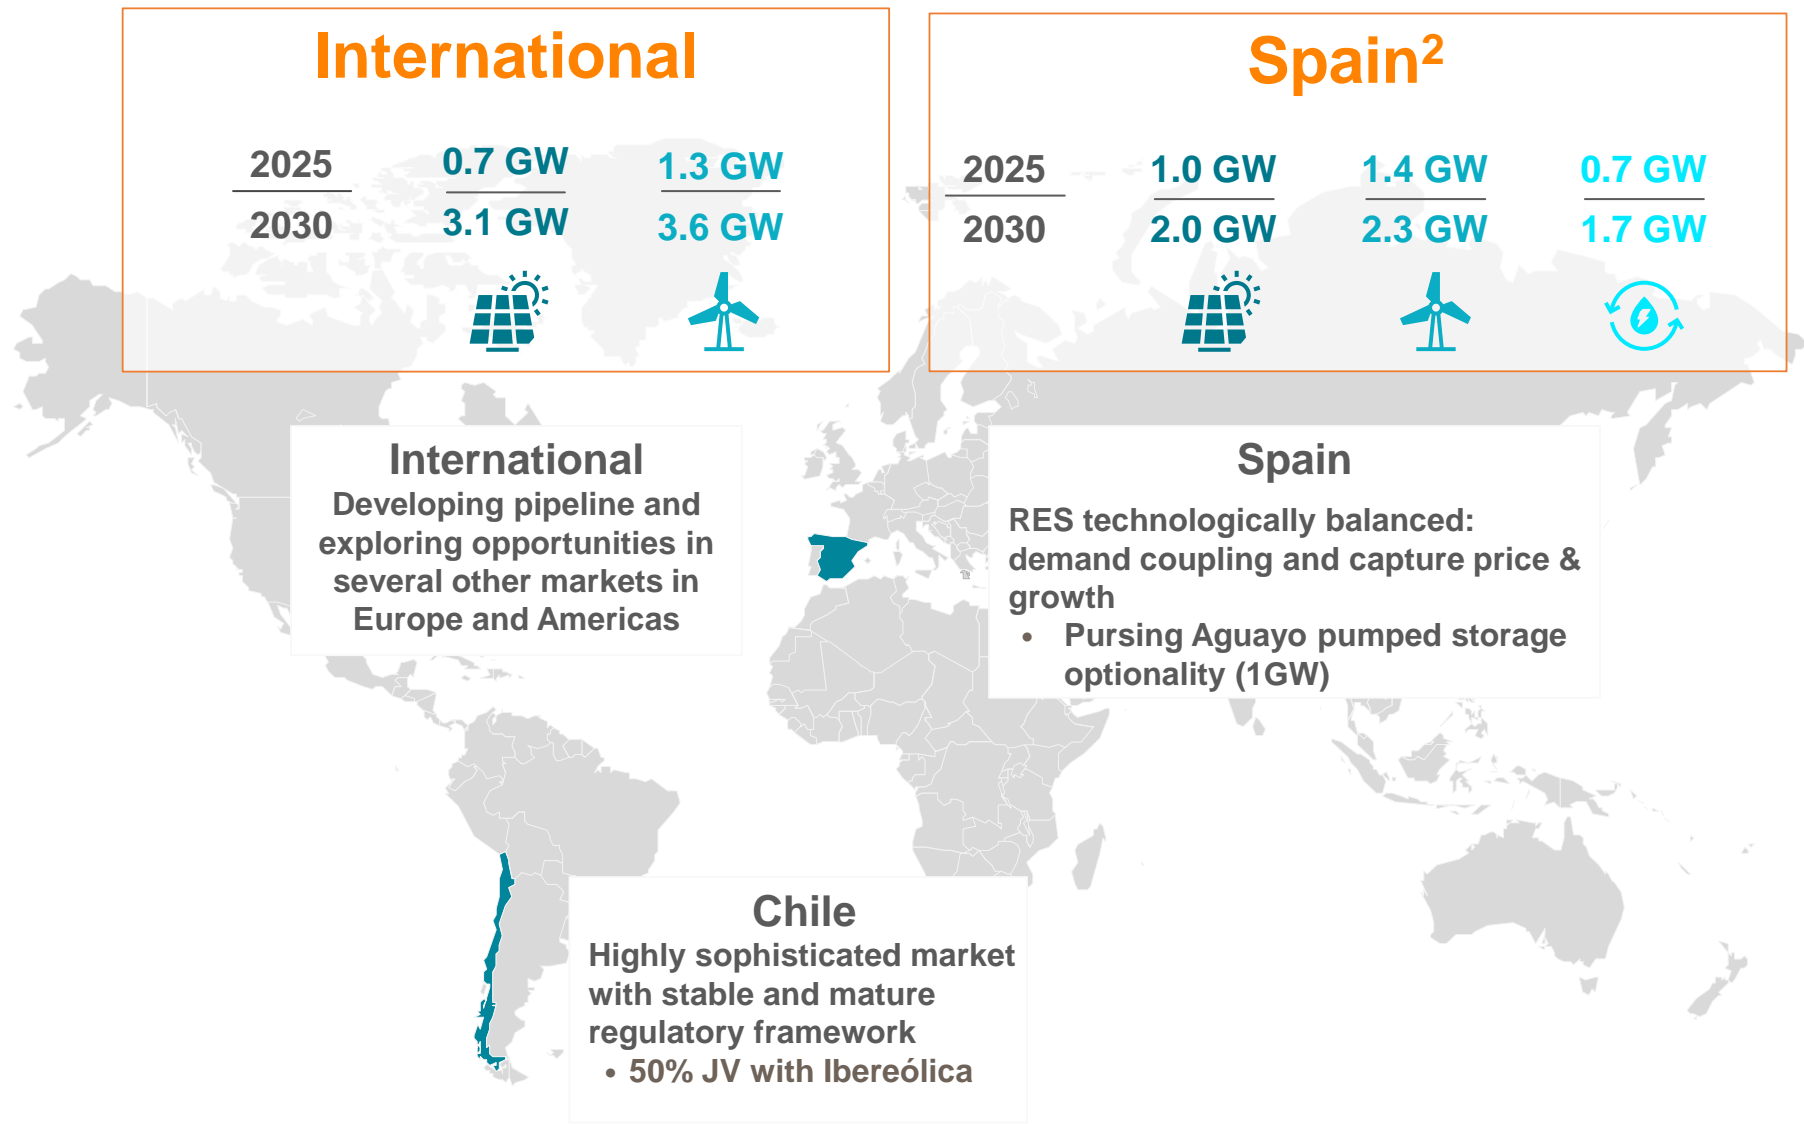 International
2025 0.7 GW 1.3 GW
2030 3.1 GW 3.6 GW
Spain²
2025 1.0 GW 1.4 GW 0.7 GW
2030 2.0 GW 2.3 GW 1.7 GW
International
Developing pipeline and
exploring opportunities in
several other markets in
Europe and Americas
Spain
RES technologically balanced:
demand coupling and capture price &
growth
• Pursing Aguayo pumped storage
optionality (1GW)
Chile
Highly sophisticated market
with stable and mature
regulatory framework
• 50% JV with Ibereólica